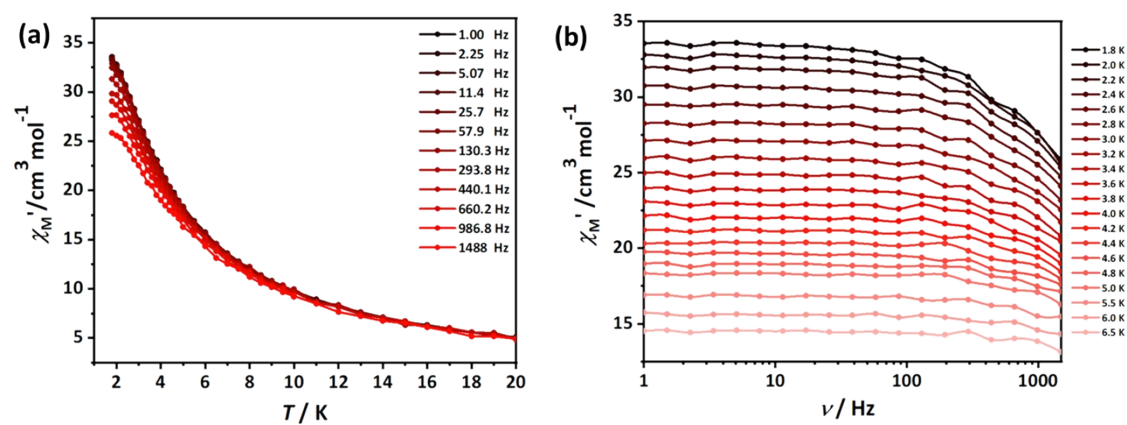 (a)
χM'/cm³ mol⁻¹
35
30
25
20
15
10
5
2 4 6 8 10 12 14 16 18 20
T / K
1.00 Hz
2.25 Hz
5.07 Hz
11.4 Hz
25.7 Hz
57.9 Hz
130.3 Hz
293.8 Hz
440.1 Hz
660.2 Hz
986.8 Hz
1488 Hz
(b)
χM'/cm³ mol⁻¹
35
30
25
20
15
1 10 100 1000
ν / Hz
1.8 K
2.0 K
2.2 K
2.4 K
2.6 K
2.8 K
3.0 K
3.2 K
3.4 K
3.6 K
3.8 K
4.0 K
4.2 K
4.4 K
4.6 K
4.8 K
5.0 K
5.5 K
6.0 K
6.5 K